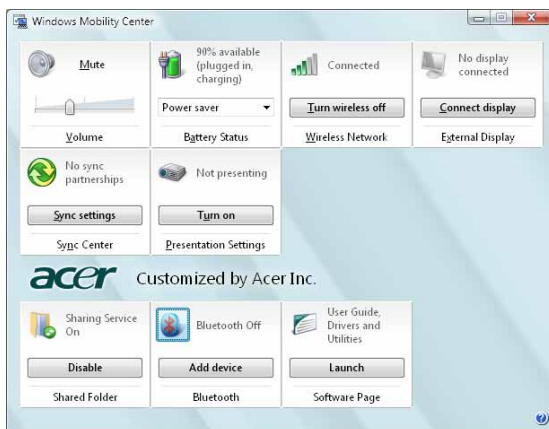 Windows Mobility Center
Mute
Volume
90% available
(plugged in,
charging)
Power saver
Battery Status
Connected
Turn wireless off
Wireless Network
No display
connected
Connect display
External Display
No sync
partnerships
Sync settings
Sync Center
Not presenting
Turn on
Presentation Settings
acer Customized by Acer Inc.
Sharing Service
On
Disable
Shared Folder
Bluetooth Off
Add device
Bluetooth
User Guide,
Drivers and
Utilities
Launch
Software Page